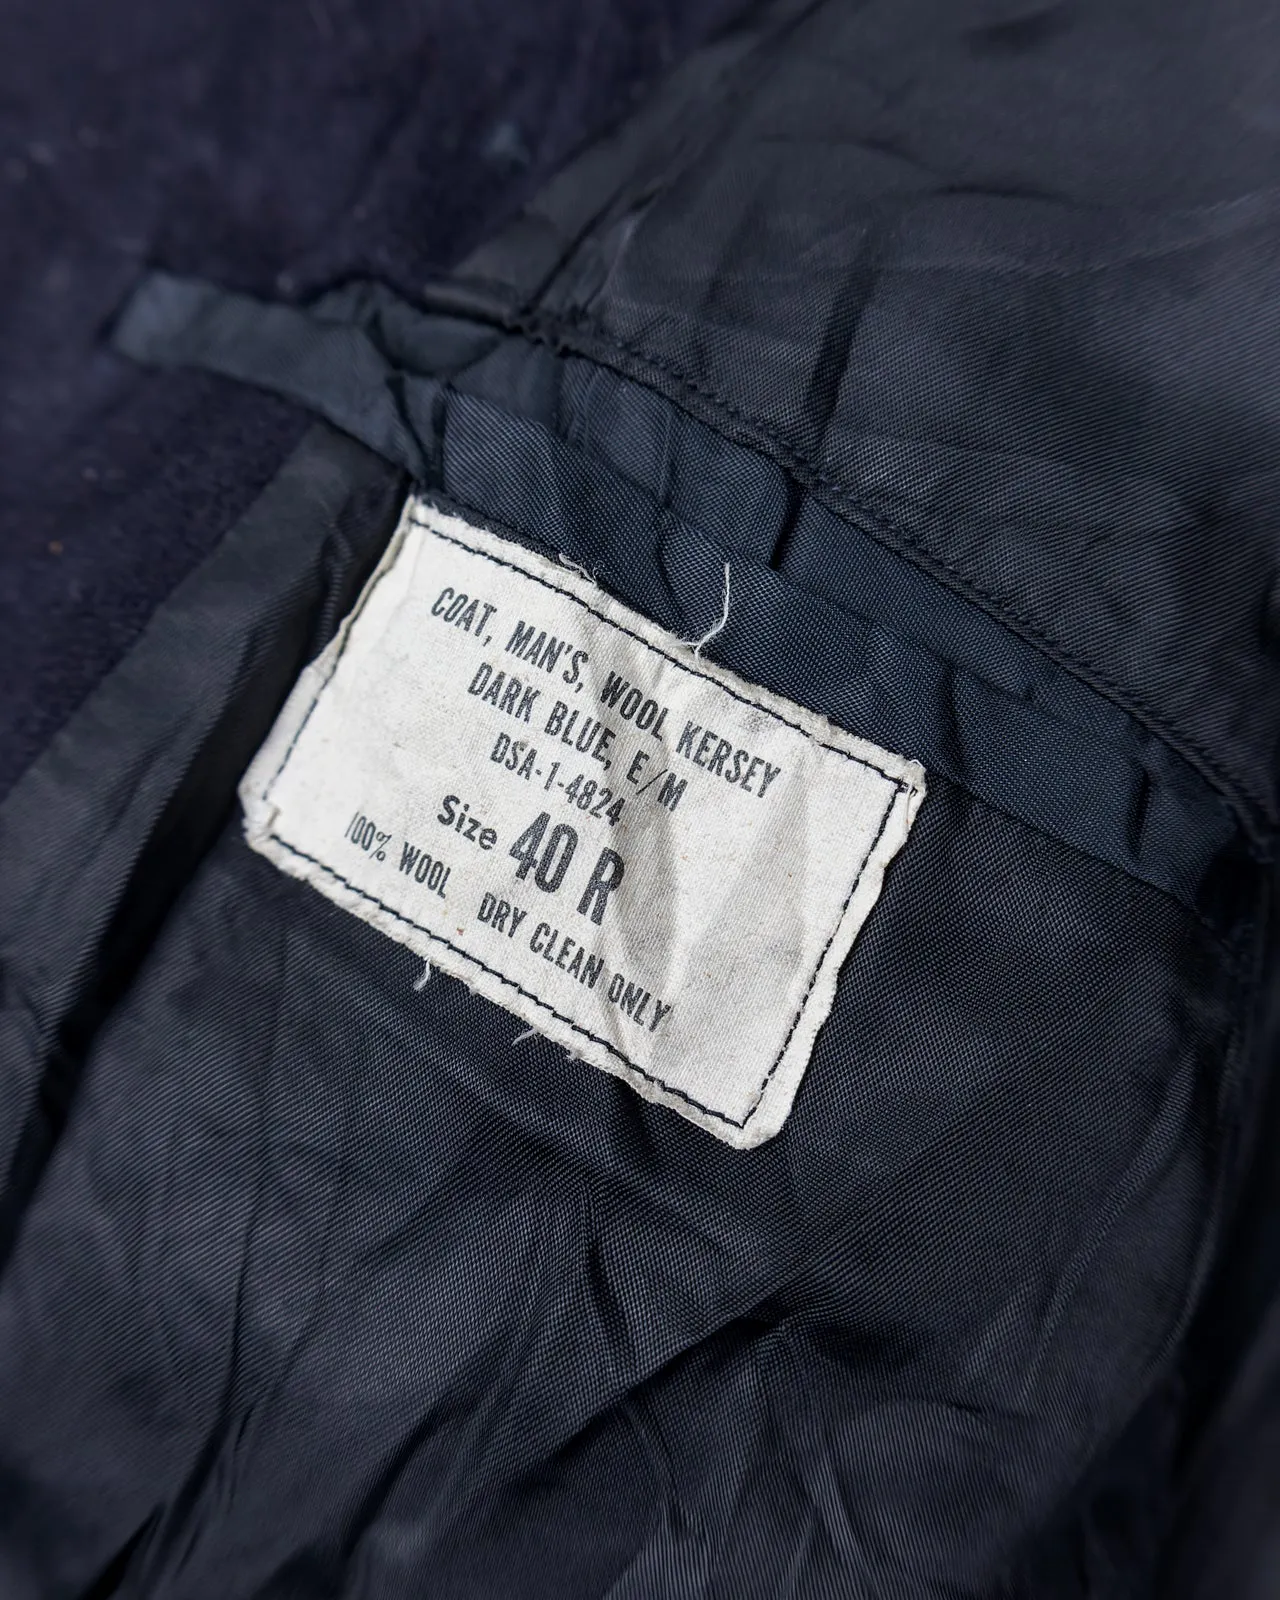 COAT, MAN'S, WOOL KERSEY
DARK BLUE, E/M
DSA-1-4824
Size 40 R
100% WOOL DRY CLEAN ONLY